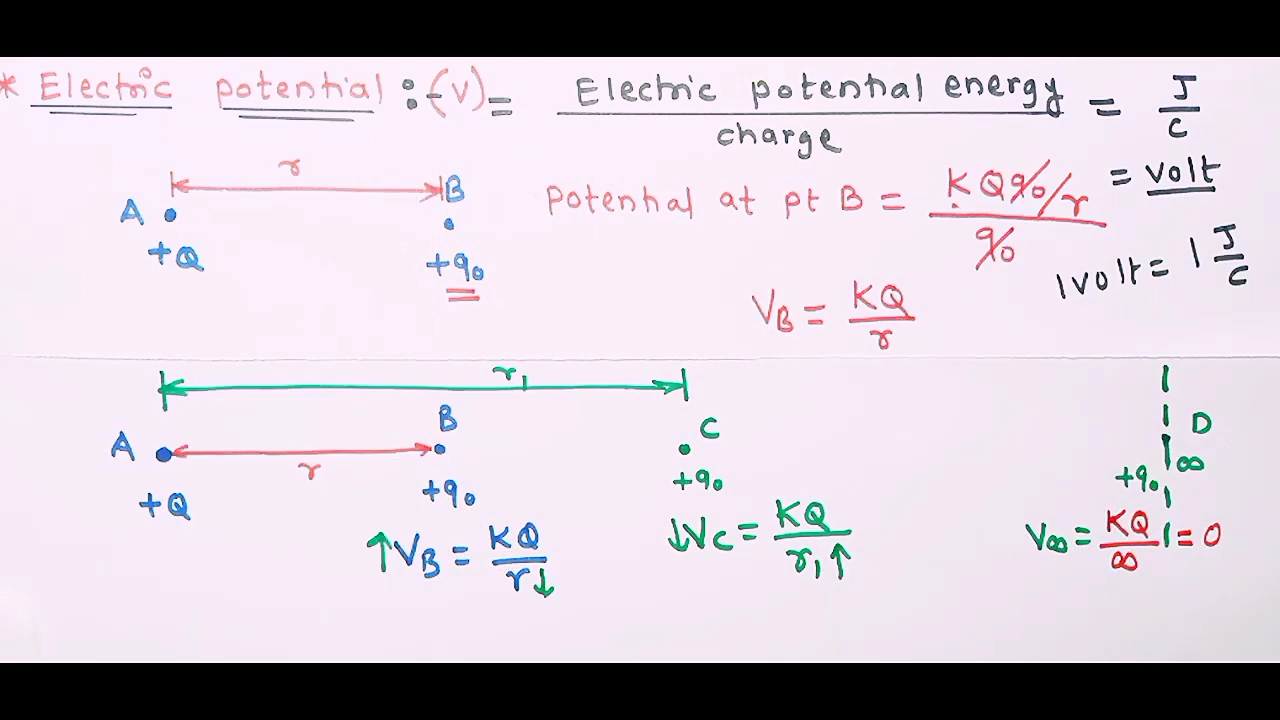 * Electric potential :- (V) = Electric potential energy / charge = J/C
= volt
1 volt = 1 J/C
r
A B
+Q +q₀
Potential at pt B = KQq₀/r / q₀
V_B = KQ/r
r₁
A B C D
r
∞
+Q +q₀ +q₀ +q₀
↑V_B = KQ/r↓
↓V_C = KQ/r₁↑
V_∞ = KQ/∞ = 0